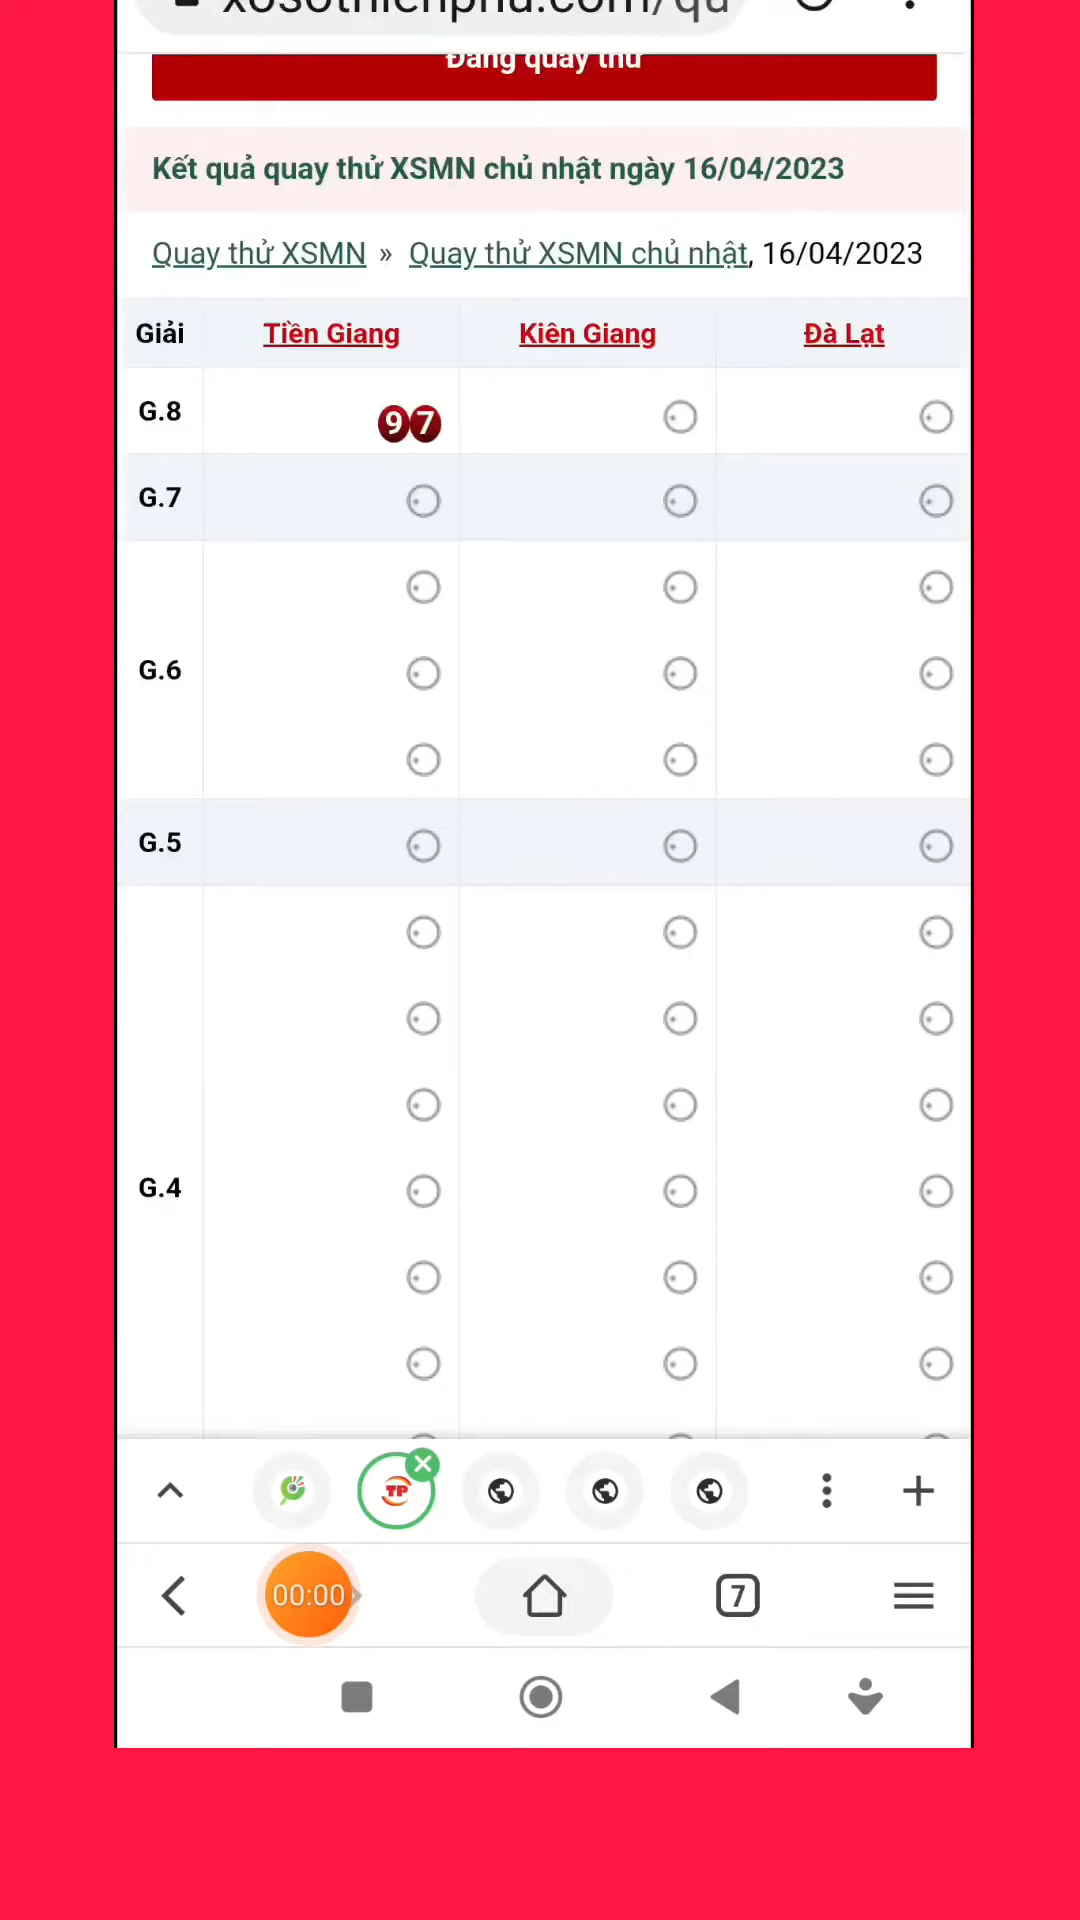 Đang quay thử
Kết quả quay thử XSMN chủ nhật ngày 16/04/2023
Quay thử XSMN » Quay thử XSMN chủ nhật, 16/04/2023
Giải Tiền Giang Kiên Giang Đà Lạt
G.8 97
G.7
G.6
G.5
G.4
TP
00:00 7